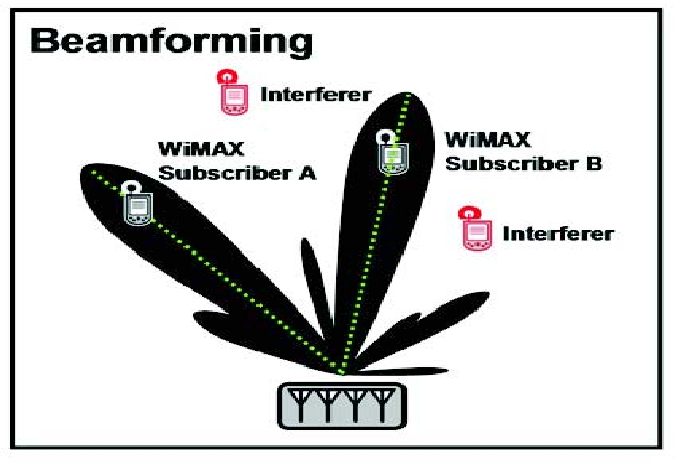 Beamforming
Interferer
WiMAX
Subscriber A
WiMAX
Subscriber B
Interferer